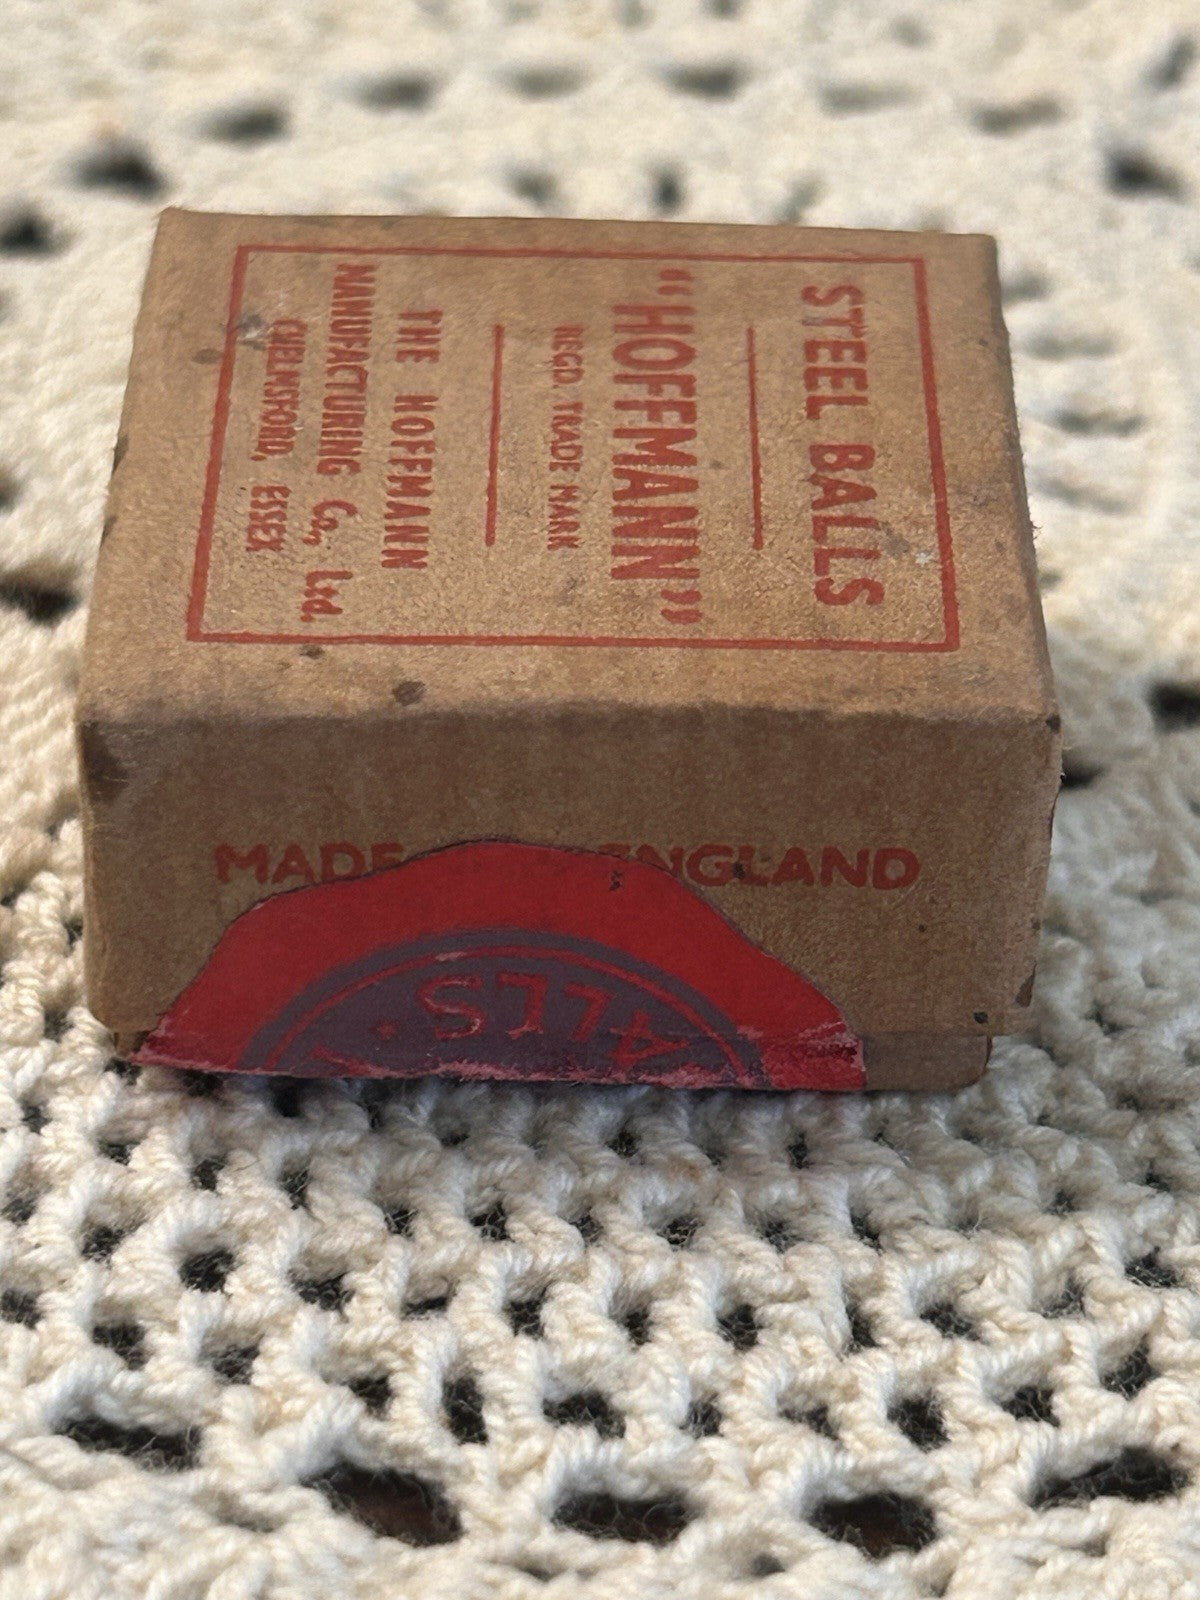 STEEL BALLS
"HOFFMANN"
REGD. TRADE MARK
THE HOFFMANN
MANUFACTURING Co., Ltd.
CHELMSFORD, ESSEX
MADE ENGLAND
ALLS